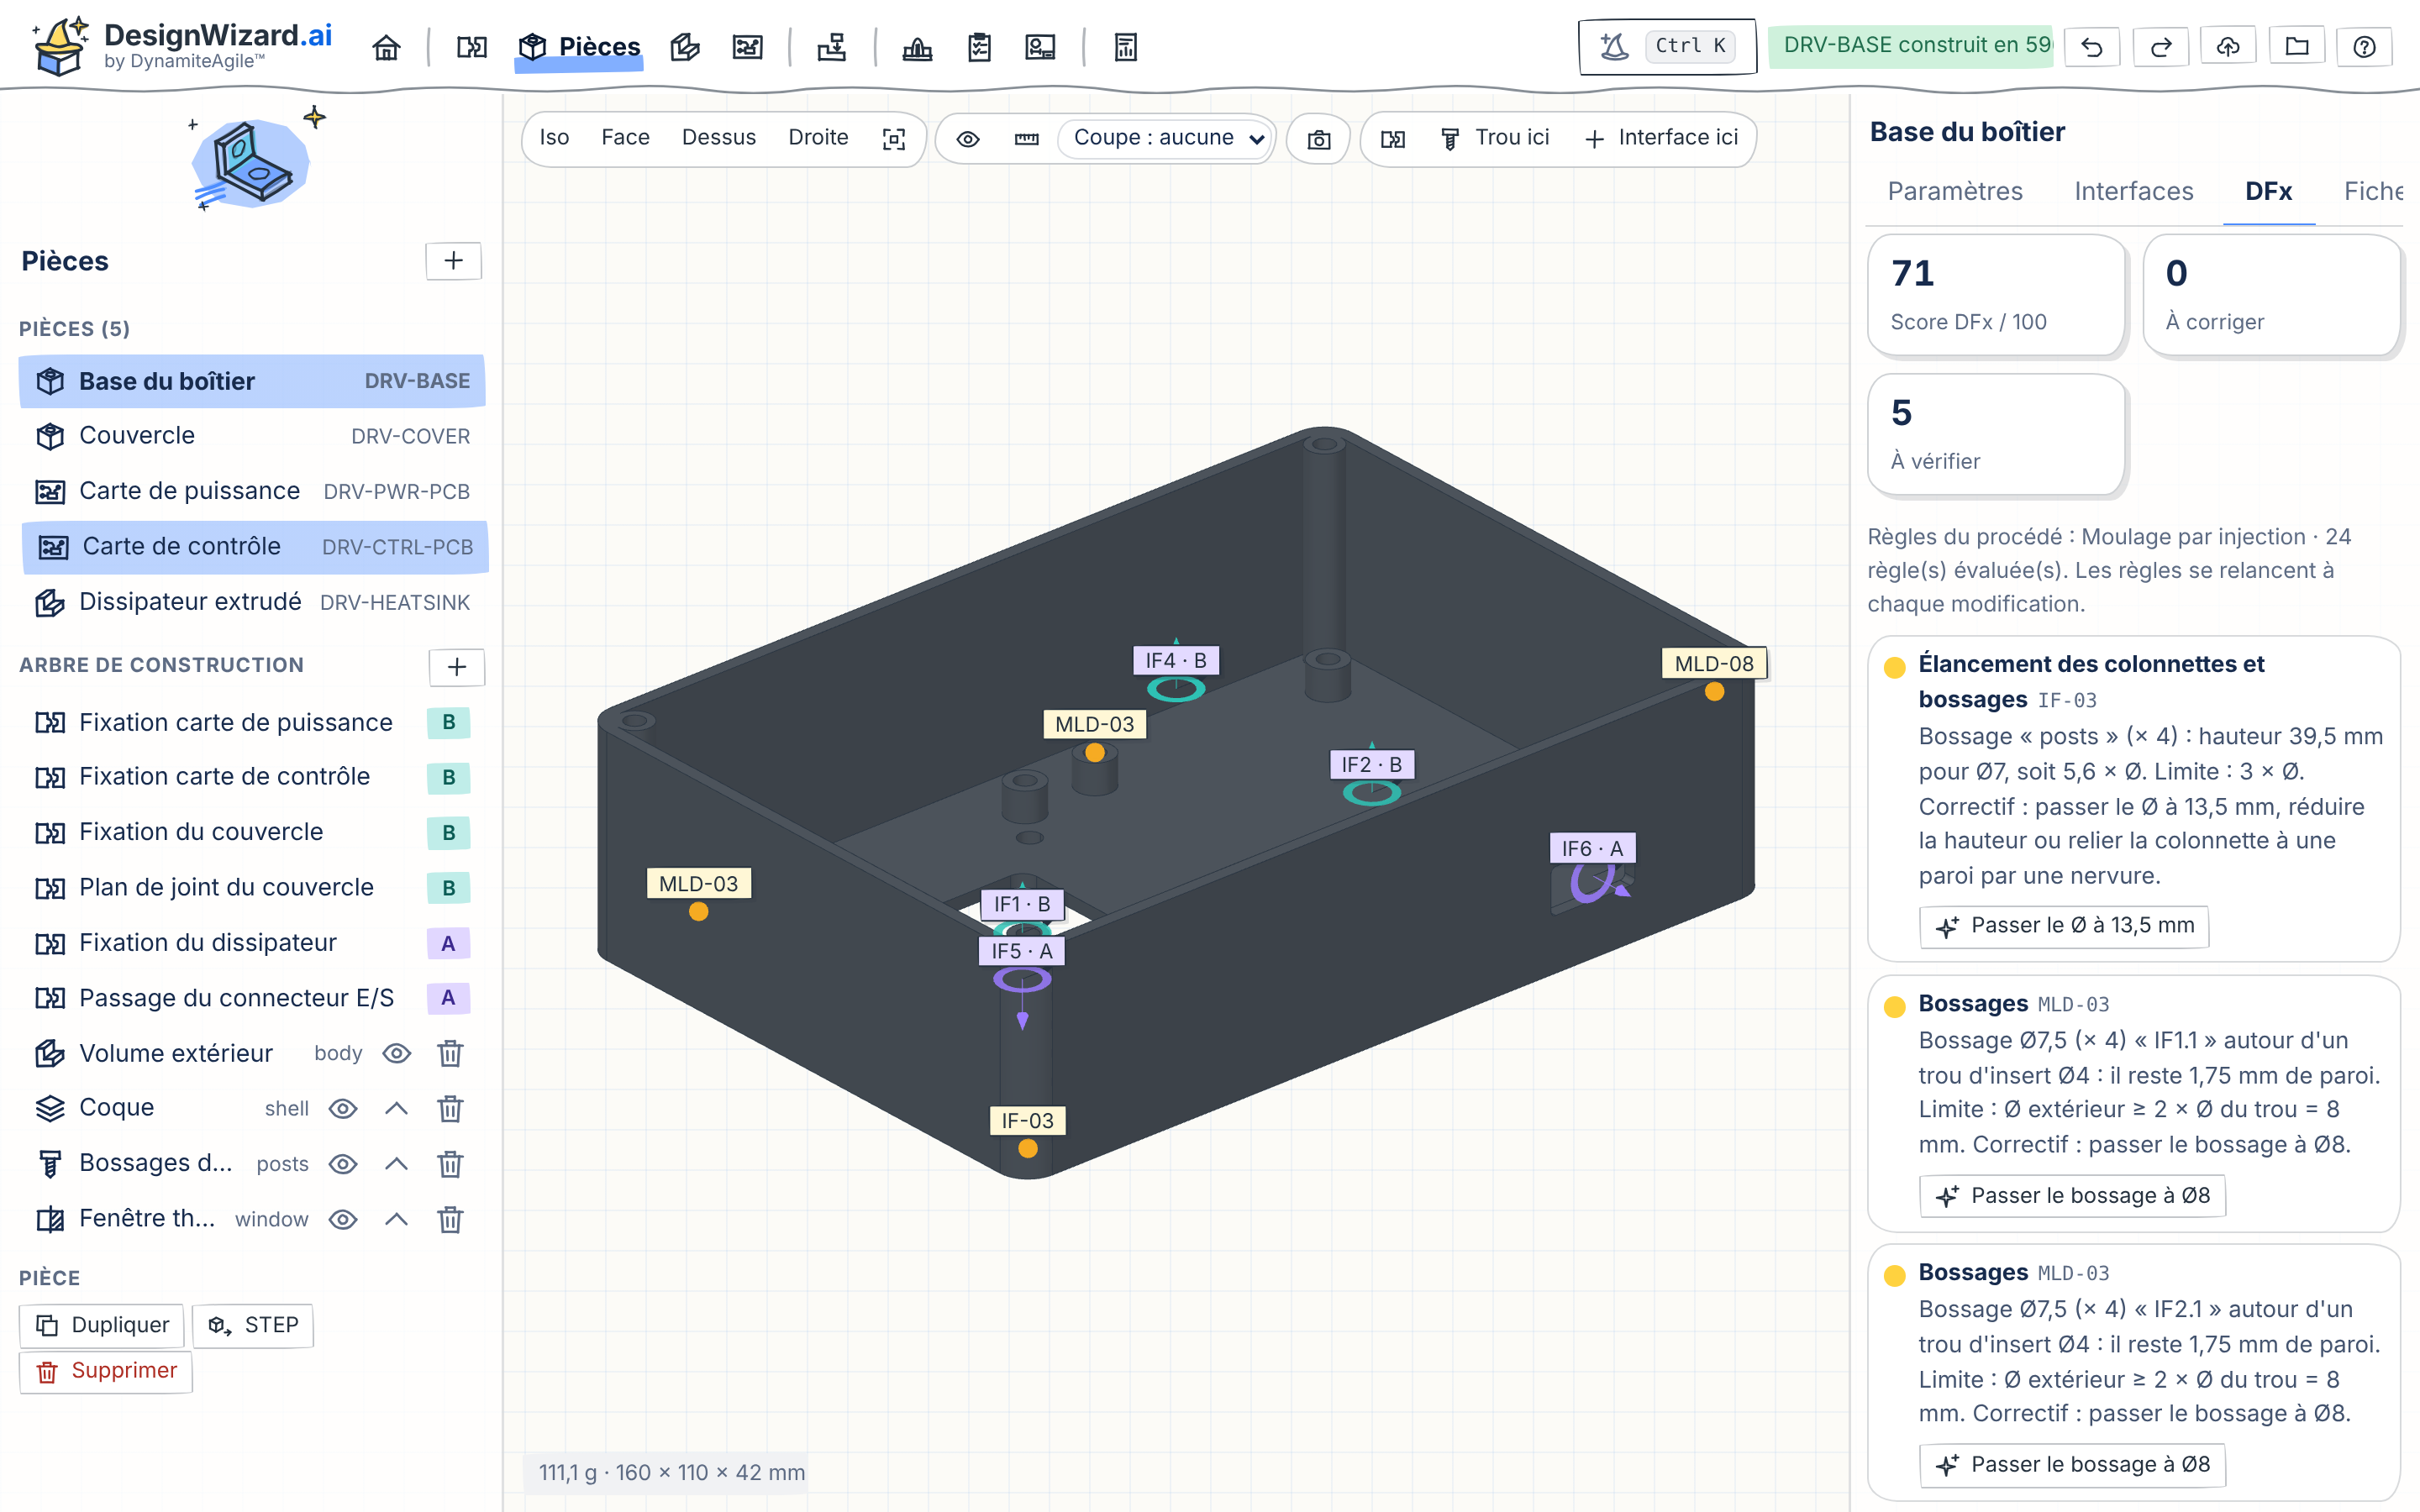 DesignWizard.ai
by DynamiteAgile™
Pièces
Ctrl K
DRV-BASE construit en 59
Pièces
PIÈCES (5)
Base du boîtier DRV-BASE
Couvercle DRV-COVER
Carte de puissance DRV-PWR-PCB
Carte de contrôle DRV-CTRL-PCB
Dissipateur extrudé DRV-HEATSINK
ARBRE DE CONSTRUCTION
Fixation carte de puissance B
Fixation carte de contrôle B
Fixation du couvercle B
Plan de joint du couvercle B
Fixation du dissipateur A
Passage du connecteur E/S A
Volume extérieur body
Coque shell
Bossages d... posts
Fenêtre th... window
PIÈCE
Dupliquer STEP
Supprimer
Iso Face Dessus Droite Coupe : aucune Trou ici Interface ici
IF4 · B
MLD-08
MLD-03
IF2 · B
IF6 · A
MLD-03
IF1 · B
IF5 · A
IF-03
111,1 g · 160 × 110 × 42 mm
Base du boîtier
Paramètres Interfaces DFx Fiche
71
Score DFx / 100
0
À corriger
5
À vérifier
Règles du procédé : Moulage par injection · 24
règle(s) évaluée(s). Les règles se relancent à
chaque modification.
Élancement des colonnettes et
bossages IF-03
Bossage « posts » (× 4) : hauteur 39,5 mm
pour Ø7, soit 5,6 × Ø. Limite : 3 × Ø.
Correctif : passer le Ø à 13,5 mm, réduire
la hauteur ou relier la colonnette à une
paroi par une nervure.
Passer le Ø à 13,5 mm
Bossages MLD-03
Bossage Ø7,5 (× 4) « IF1.1 » autour d'un
trou d'insert Ø4 : il reste 1,75 mm de paroi.
Limite : Ø extérieur ≥ 2 × Ø du trou = 8
mm. Correctif : passer le bossage à Ø8.
Passer le bossage à Ø8
Bossages MLD-03
Bossage Ø7,5 (× 4) « IF2.1 » autour d'un
trou d'insert Ø4 : il reste 1,75 mm de paroi.
Limite : Ø extérieur ≥ 2 × Ø du trou = 8
mm. Correctif : passer le bossage à Ø8.
Passer le bossage à Ø8